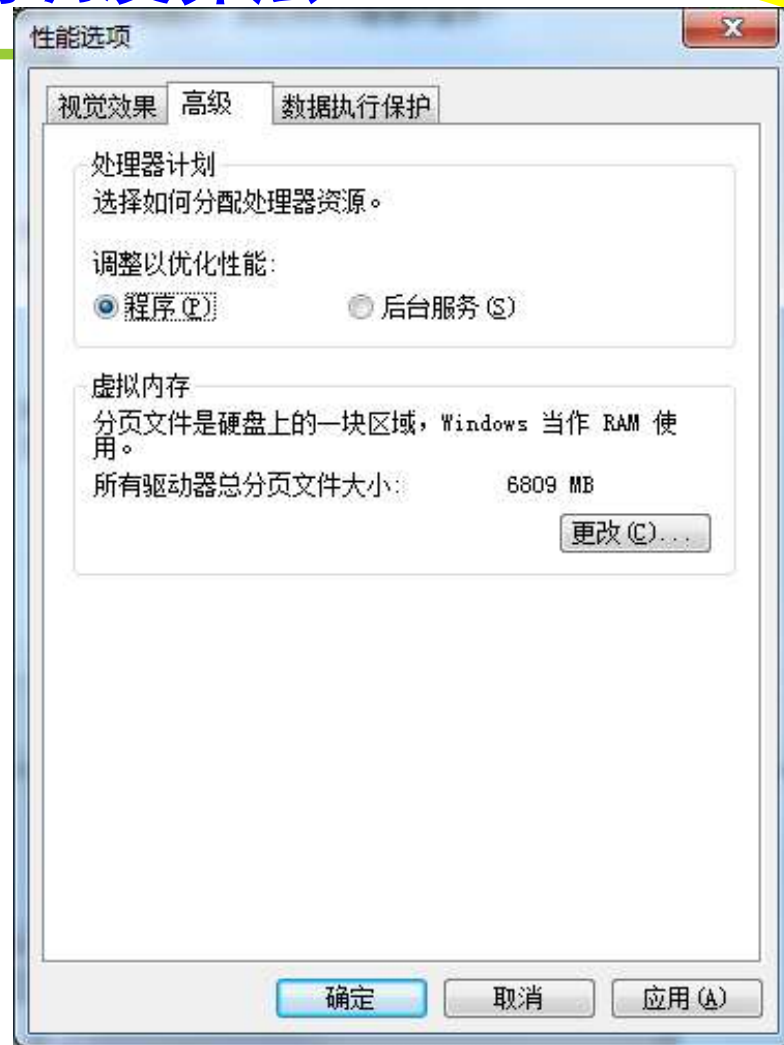 性能选项
视觉效果 高级 数据执行保护
处理器计划
选择如何分配处理器资源。
调整以优化性能:
程序(P) 后台服务(S)
虚拟内存
分页文件是硬盘上的一块区域，Windows 当作 RAM 使
用。
所有驱动器总分页文件大小: 6809 MB
更改(C)...
确定 取消 应用(A)